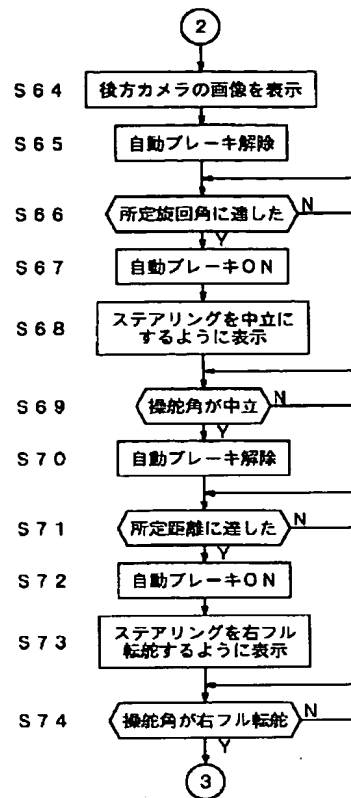 2
S64 後方カメラの画像を表示
S65 自動ブレーキ解除
S66 所定旋回角に達した N
Y
S67 自動ブレーキON
S68 ステアリングを中立に
するように表示
S69 操舵角が中立 N
Y
S70 自動ブレーキ解除
S71 所定距離に達した N
Y
S72 自動ブレーキON
S73 ステアリングを右フル
転舵するように表示
S74 操舵角が右フル転舵 N
Y
3